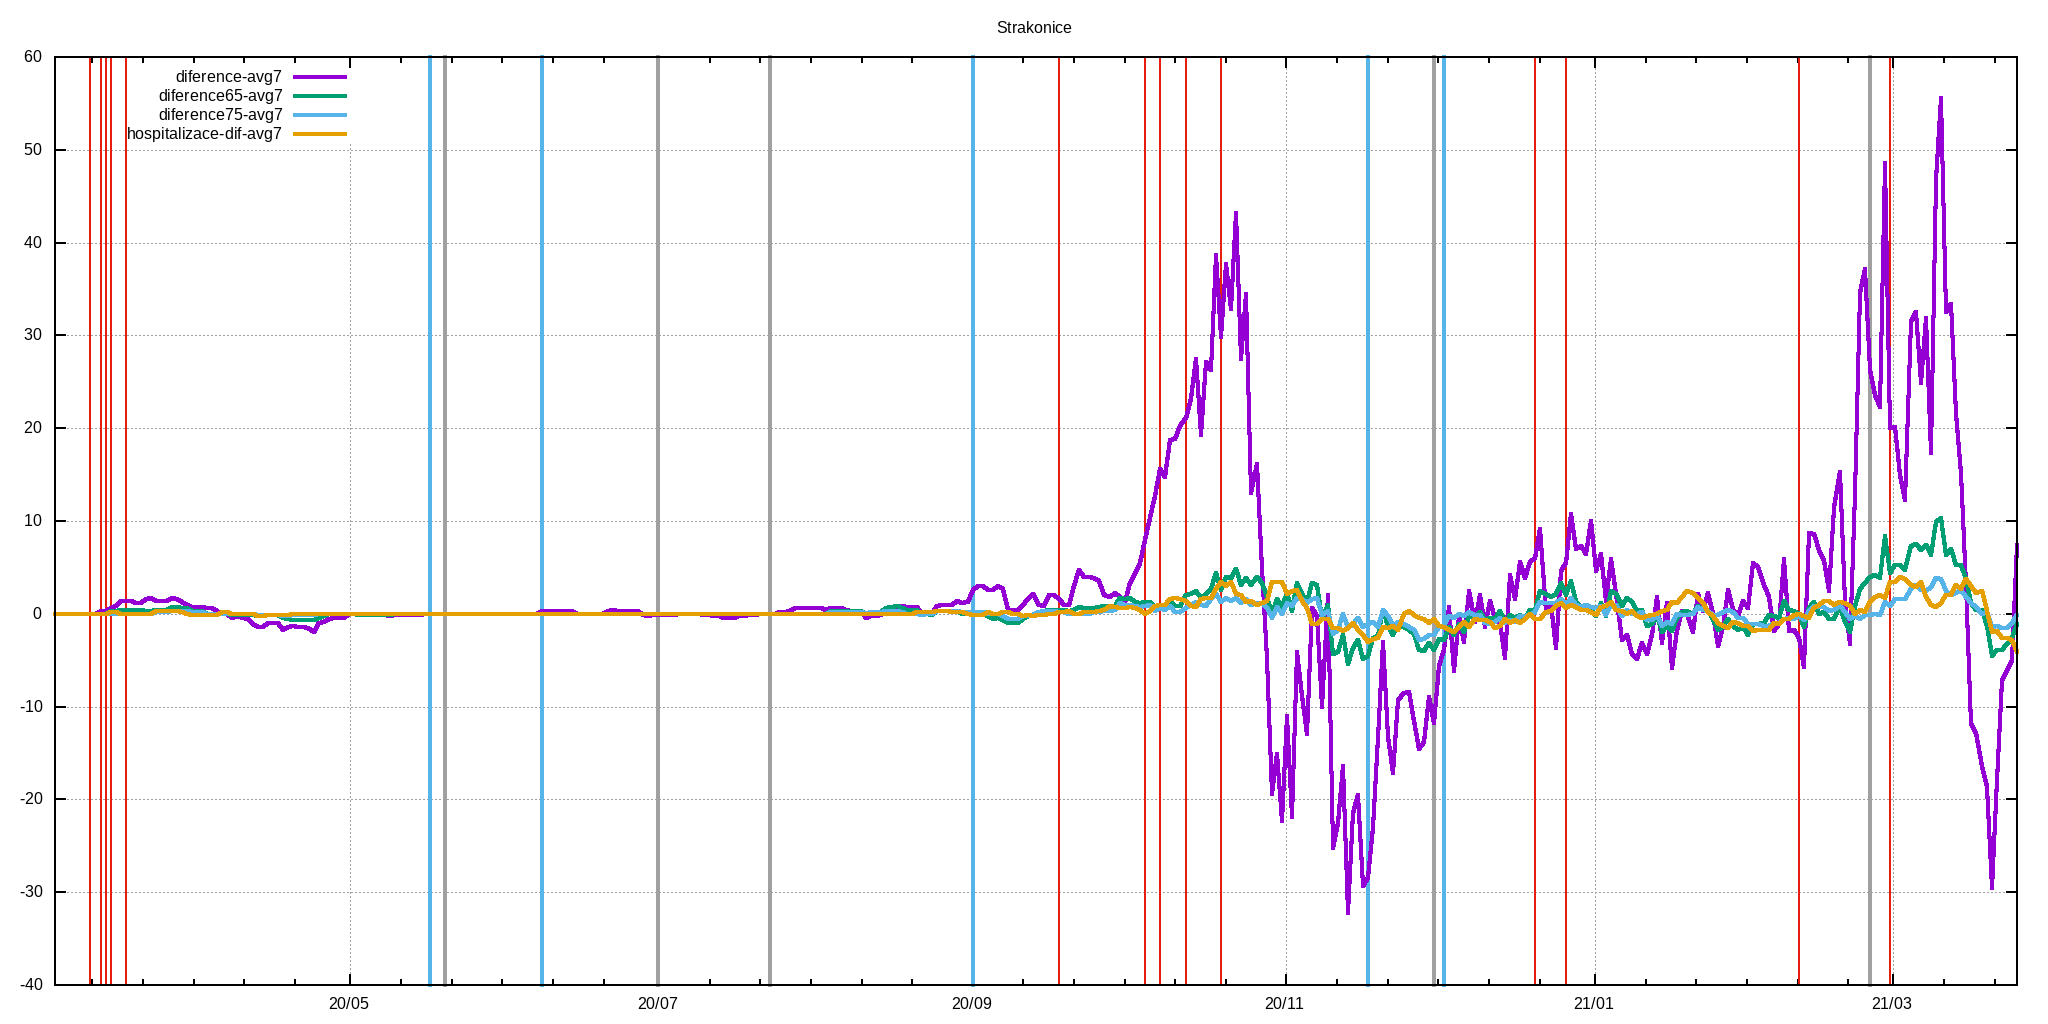 Strakonice
diference-avg7
diference65-avg7
diference75-avg7
hospitalizace-dif-avg7
60
50
40
30
20
10
0
-10
-20
-30
-40
20/05 20/07 20/09 20/11 21/01 21/03